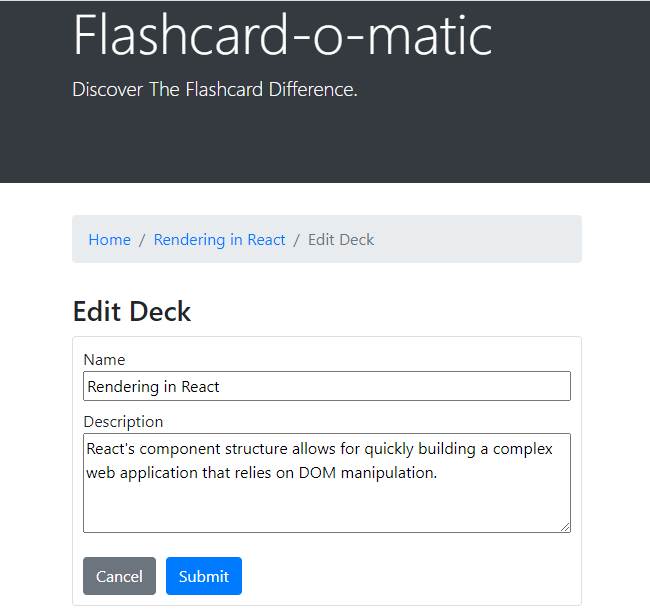 Flashcard-o-matic
Discover The Flashcard Difference.
Home / Rendering in React / Edit Deck
Edit Deck
Name
Rendering in React
Description
React's component structure allows for quickly building a complex
web application that relies on DOM manipulation.
Cancel Submit